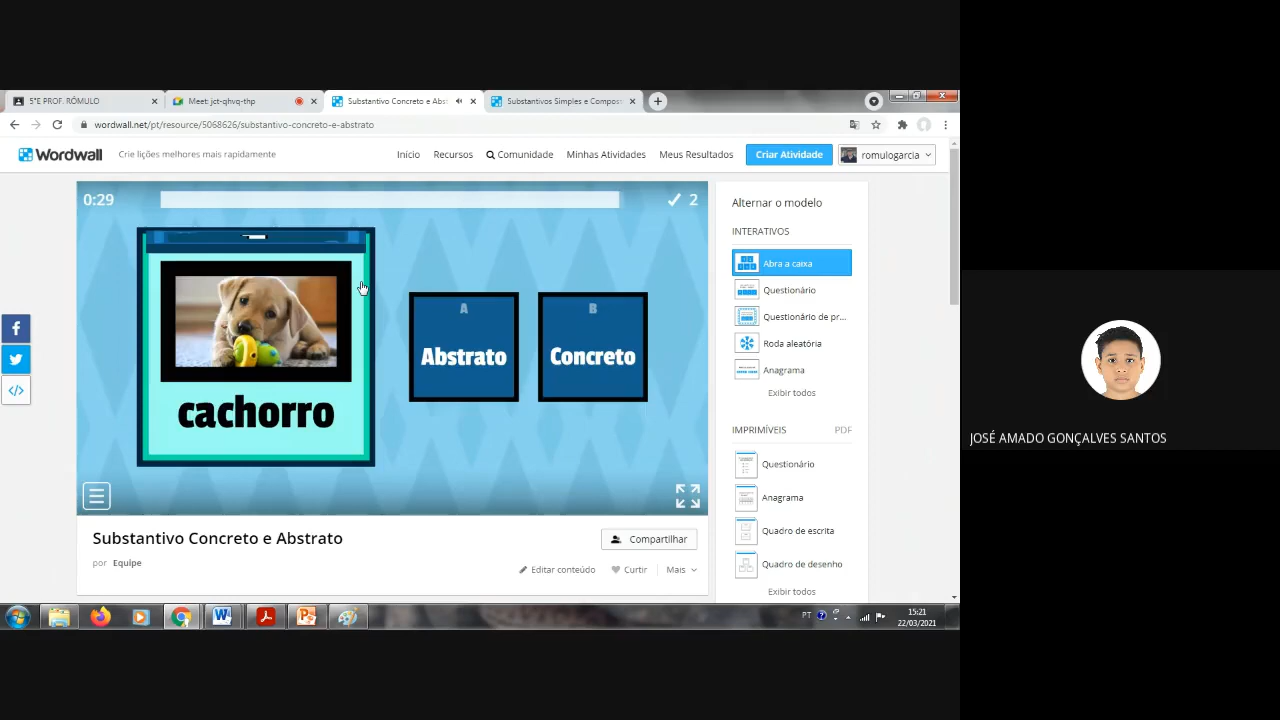 5°E PROF. RÔMULO
Meet: jct-qhvq-thp
Substantivo Concreto e Abs
Substantivos Simples e Compos
wordwall.net/pt/resource/5068626/substantivo-concreto-e-abstrato
Wordwall
Crie lições melhores mais rapidamente
Início
Recursos
Comunidade
Minhas Atividades
Meus Resultados
Criar Atividade
romulogarcia
0:29
2
cachorro
A
Abstrato
B
Concreto
Alternar o modelo
INTERATIVOS
Abra a caixa
Questionário
Questionário de pr...
Roda aleatória
Anagrama
Exibir todos
IMPRIMÍVEIS
PDF
Questionário
Anagrama
Quadro de escrita
Quadro de desenho
Exibir todos
Substantivo Concreto e Abstrato
Compartilhar
por Equipe
Editar conteúdo
Curtir
Mais
PT
15:21
22/03/2021
JOSÉ AMADO GONÇALVES SANTOS